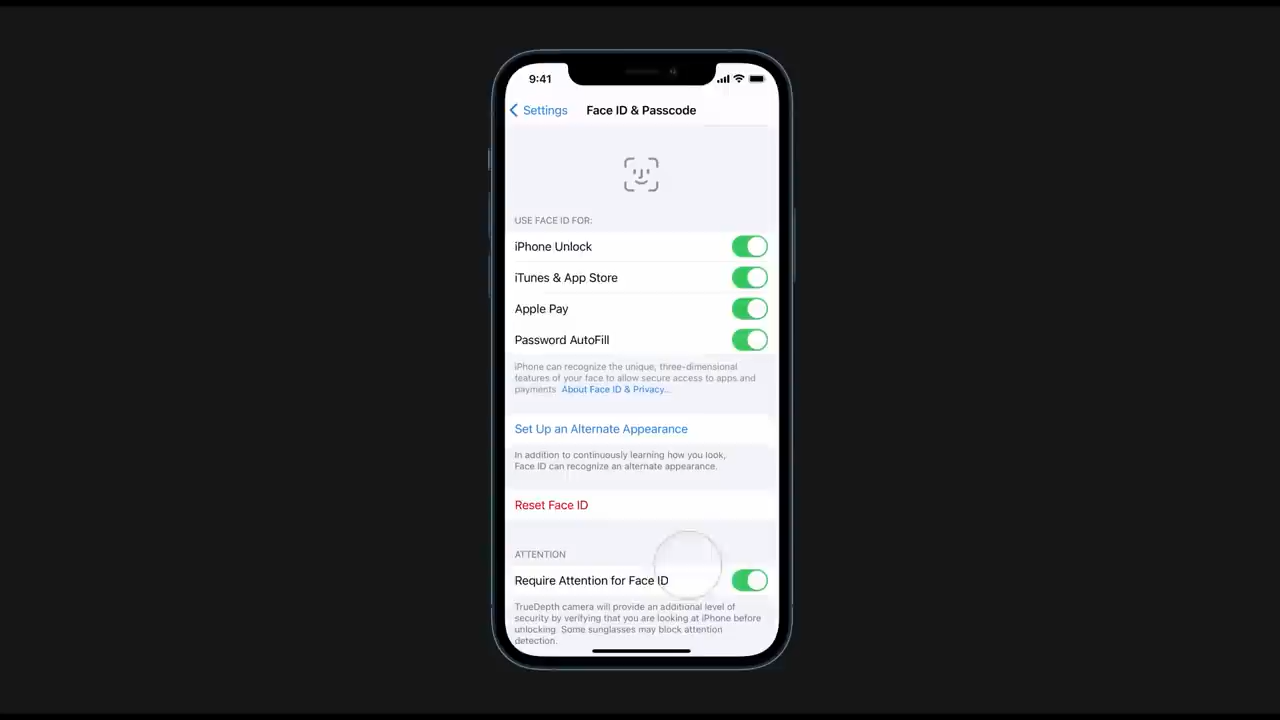 9:41
Settings
Face ID & Passcode
USE FACE ID FOR:
iPhone Unlock
iTunes & App Store
Apple Pay
Password AutoFill
iPhone can recognize the unique, three-dimensional
features of your face to allow secure access to apps and
payments. About Face ID & Privacy...
Set Up an Alternate Appearance
In addition to continuously learning how you look,
Face ID can recognize an alternate appearance.
Reset Face ID
ATTENTION
Require Attention for Face ID
TrueDepth camera will provide an additional level of
security by verifying that you are looking at iPhone before
unlocking. Some sunglasses may block attention
detection.